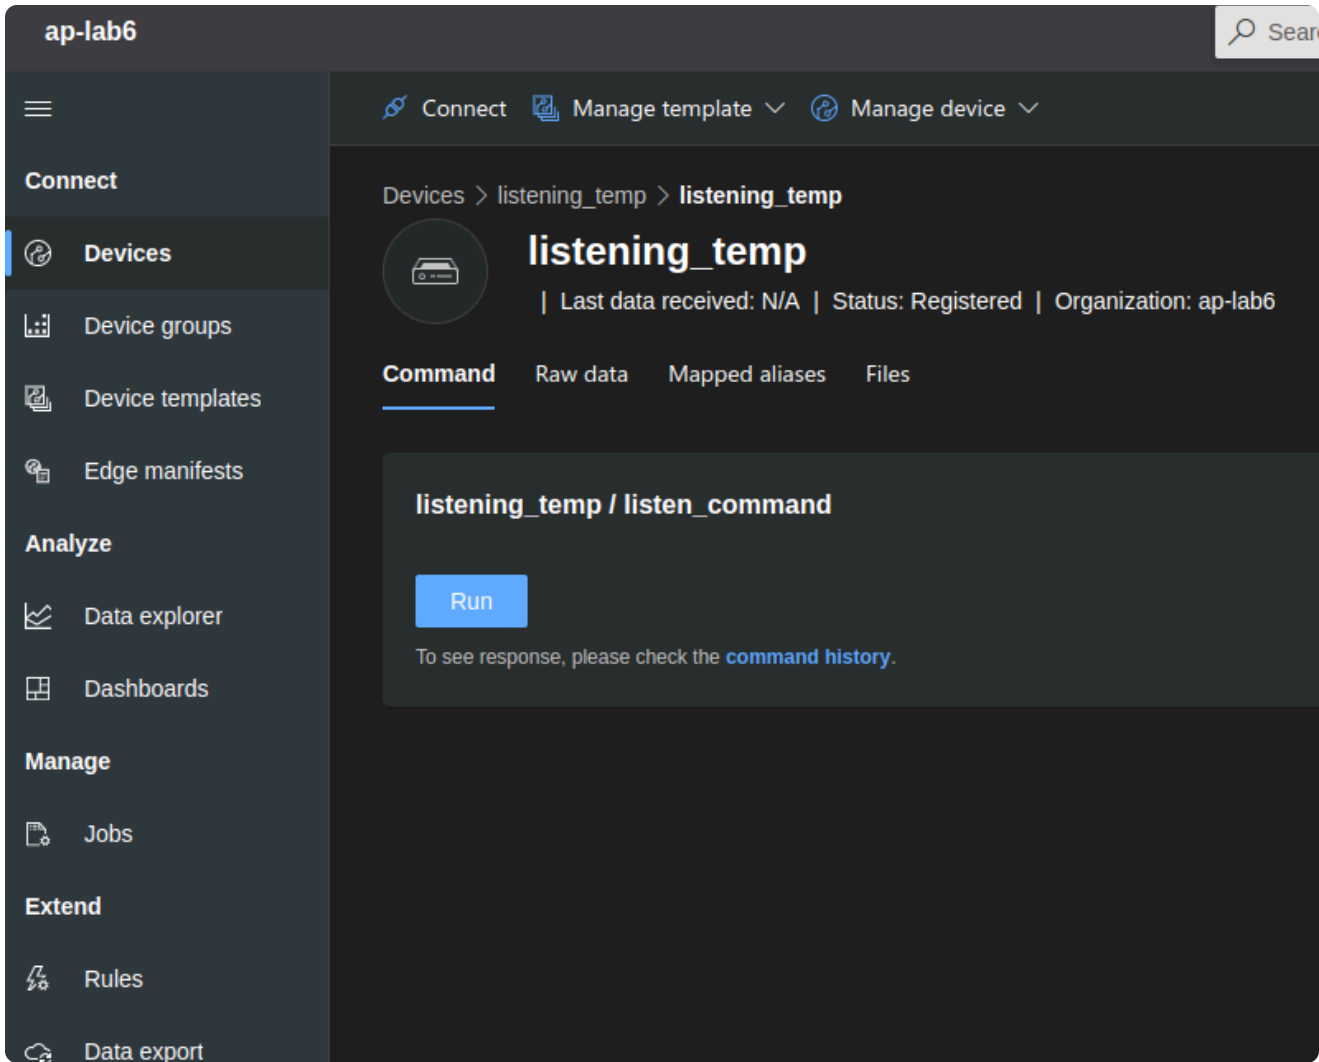 ap-lab6
Sear
Connect
Devices
Device groups
Device templates
Edge manifests
Analyze
Data explorer
Dashboards
Manage
Jobs
Extend
Rules
Data export
Connect Manage template Manage device
Devices > listening_temp > listening_temp
listening_temp
| Last data received: N/A | Status: Registered | Organization: ap-lab6
Command Raw data Mapped aliases Files
listening_temp / listen_command
Run
To see response, please check the command history.